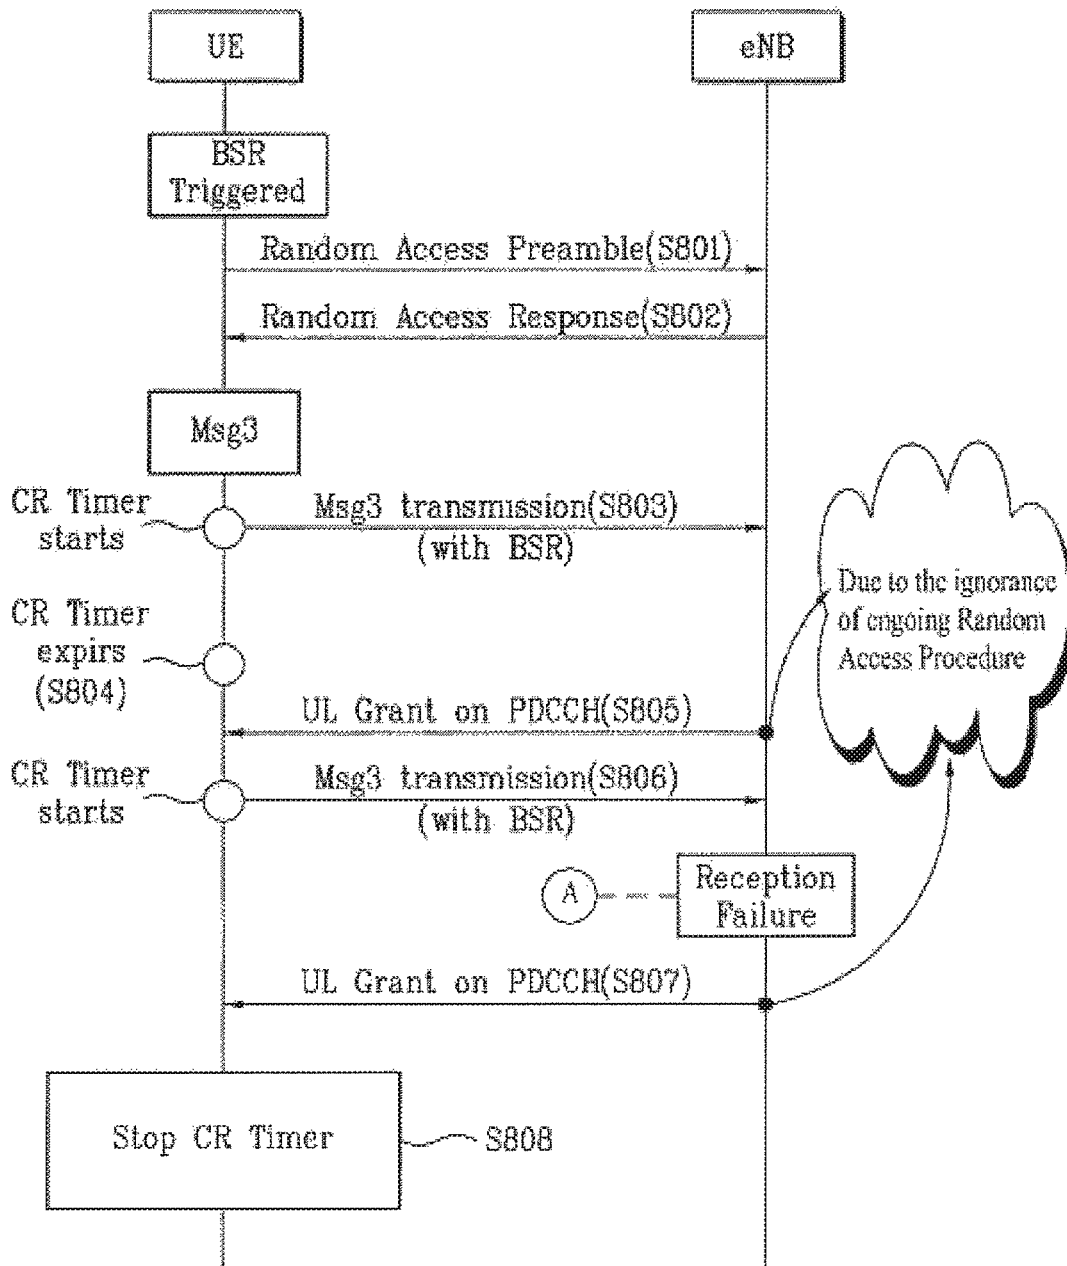 UE
eNB
BSR
Triggered
Random Access Preamble(S801)
Random Access Response(S802)
Msg3
CR Timer
starts
Msg3 transmission(S803)
(with BSR)
Due to the ignorance
of engoing Random
Access Procedure
CR Timer
expirs
(S804)
UL Grant on PDCCH(S805)
CR Timer
starts
Msg3 transmission(S806)
(with BSR)
A
Reception
Failure
UL Grant on PDCCH(S807)
Stop CR Timer
S808